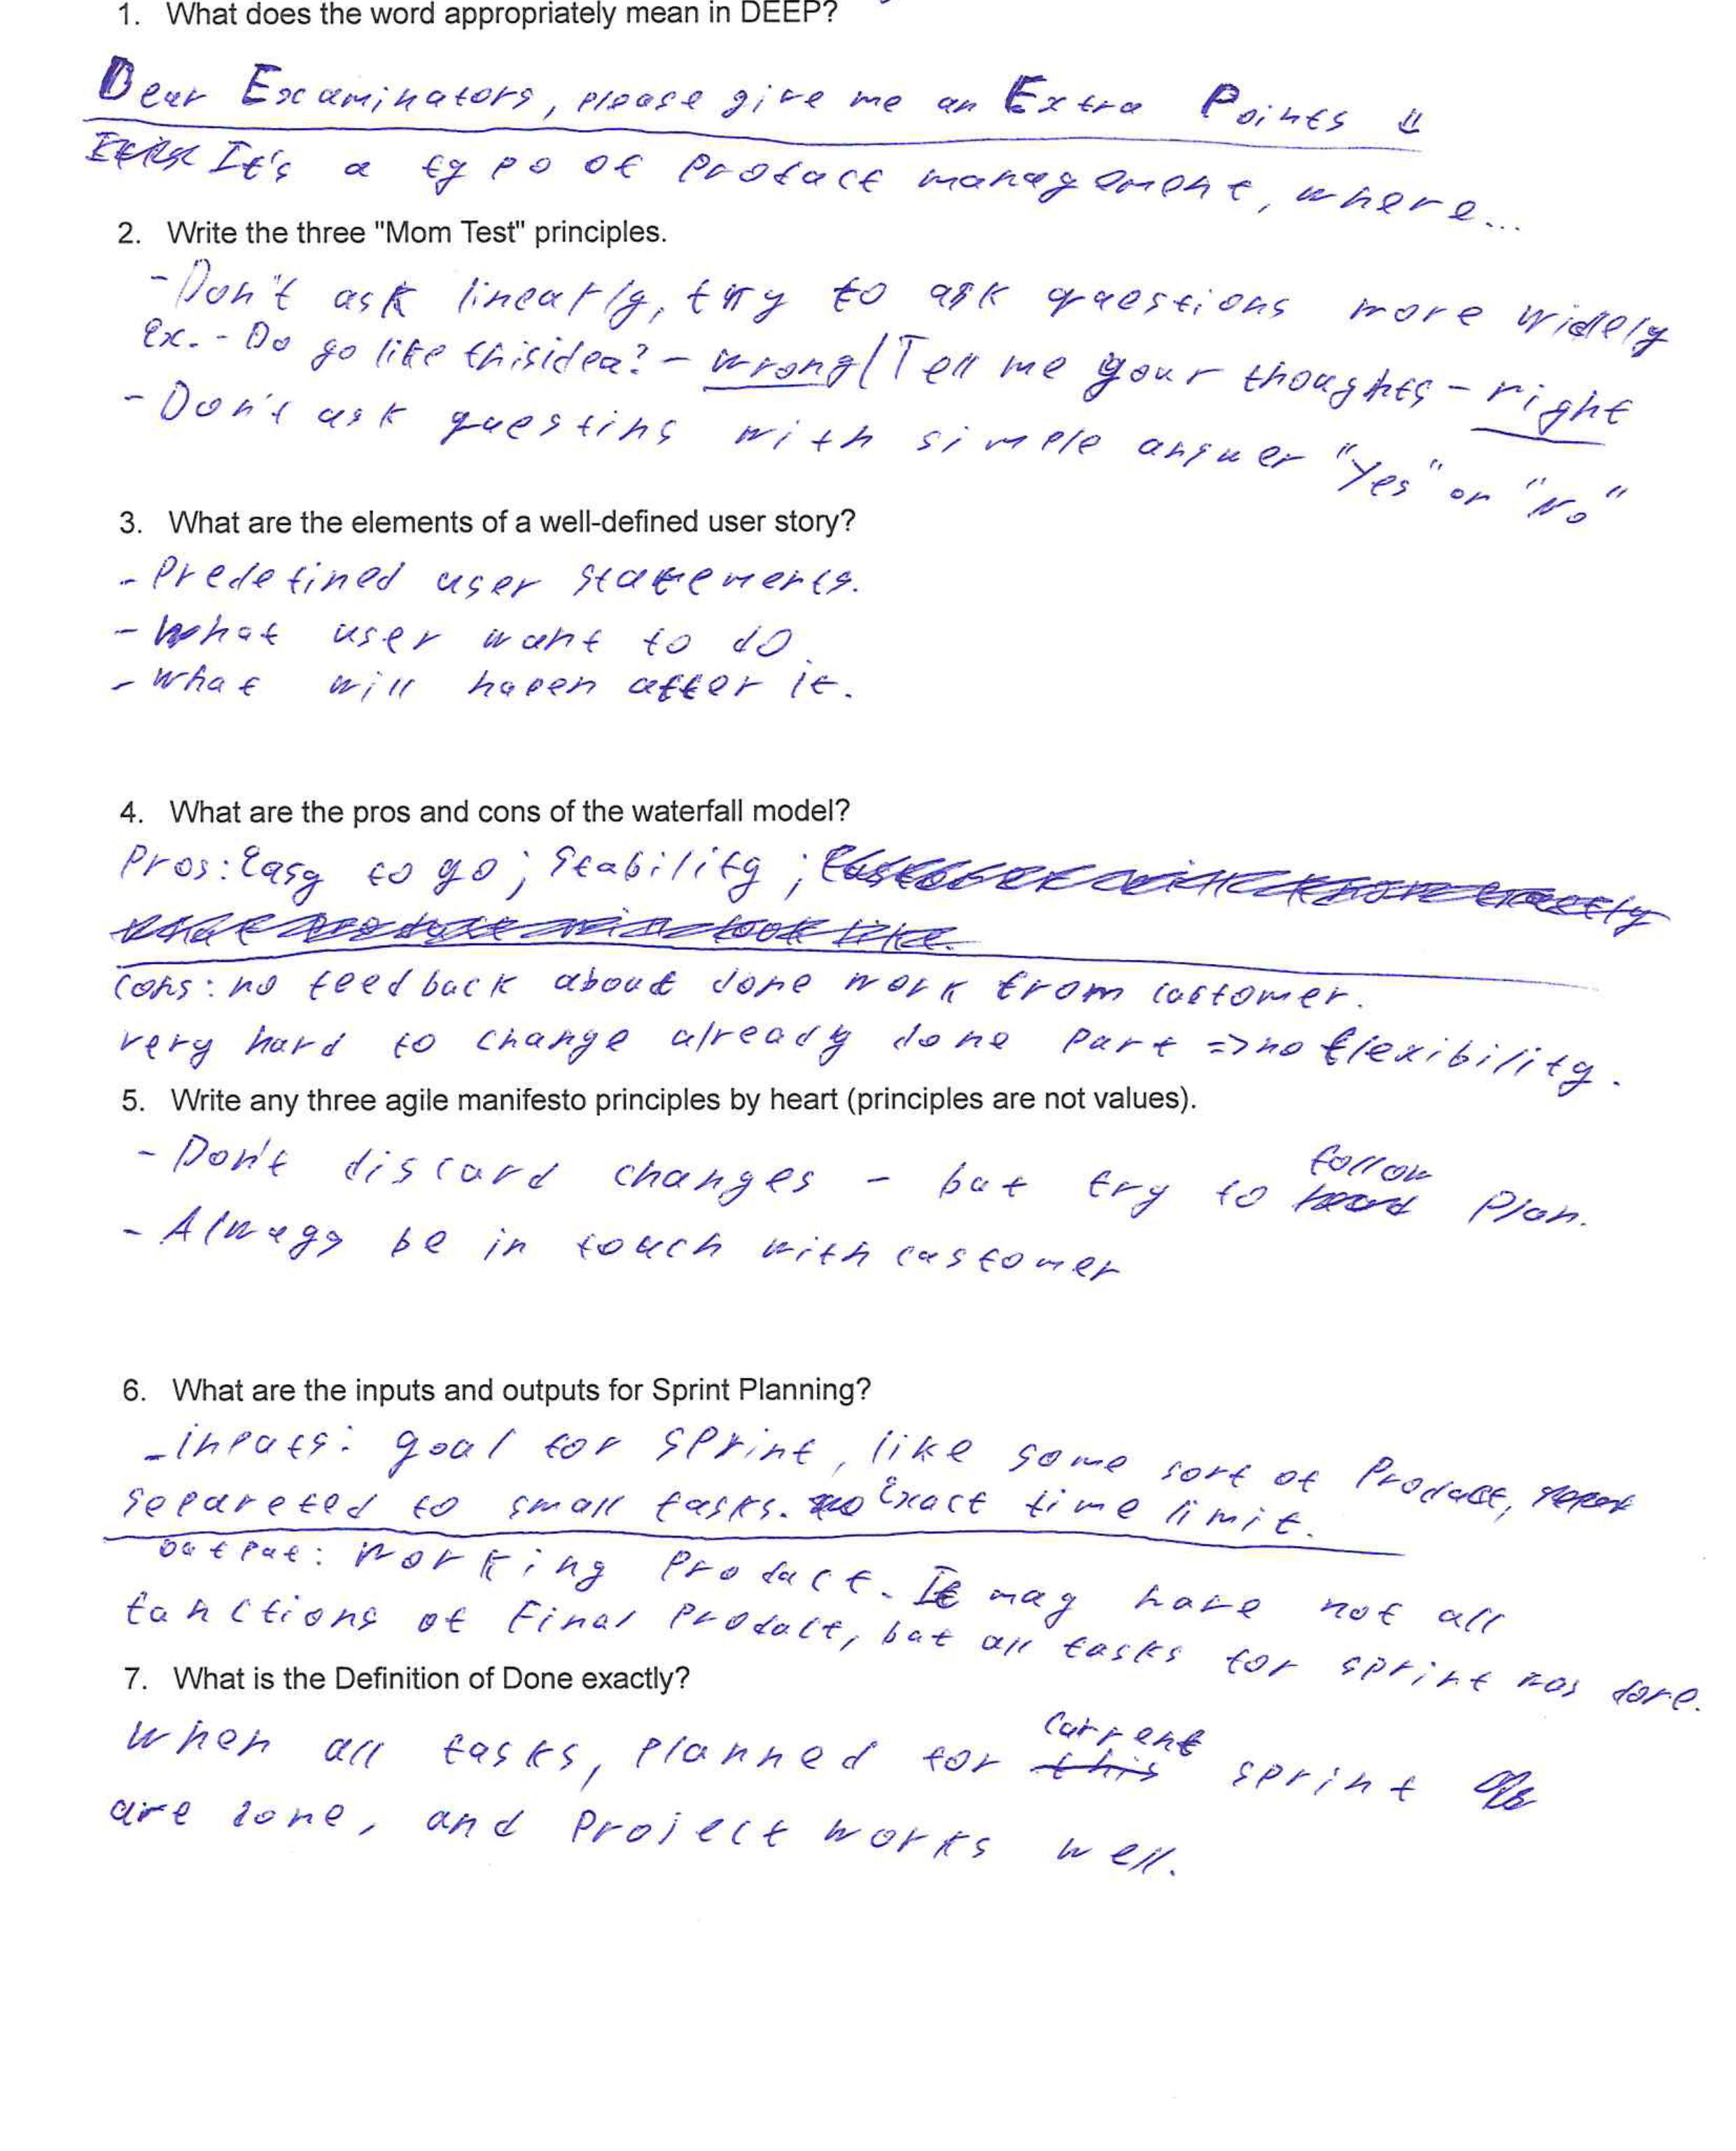 1. What does the word appropriately mean in DEEP?
Dear Excaminators, please give me an Extra Points
It's a typo of product management, where...
2. Write the three "Mom Test" principles.
- Don't ask linearly, try to ask questions more widely
Ex. - Do yo like this idea? - wrong / Tell me your thoughts - right
- Don't ask questins with simple answer "Yes" or "No"
3. What are the elements of a well-defined user story?
- Predefined user statements.
- What user want to do.
- What will hapen after it.
4. What are the pros and cons of the waterfall model?
Pros: Easy to go; Stability;
Cons: no feedback about done work from customer.
very hard to change already done part => no flexibility.
5. Write any three agile manifesto principles by heart (principles are not values).
- Don't discard changes - but try to follow plan.
- Always be in touch with customer
6. What are the inputs and outputs for Sprint Planning?
- inputs: goal for sprint, like some sort of Product,
separeted to small tasks. Exact time limit.
output: Working Product. It may have not all
functions of Final Product, but all tasks for sprint was done.
7. What is the Definition of Done exactly?
When all tasks, planned for current sprint
are done, and project works well.